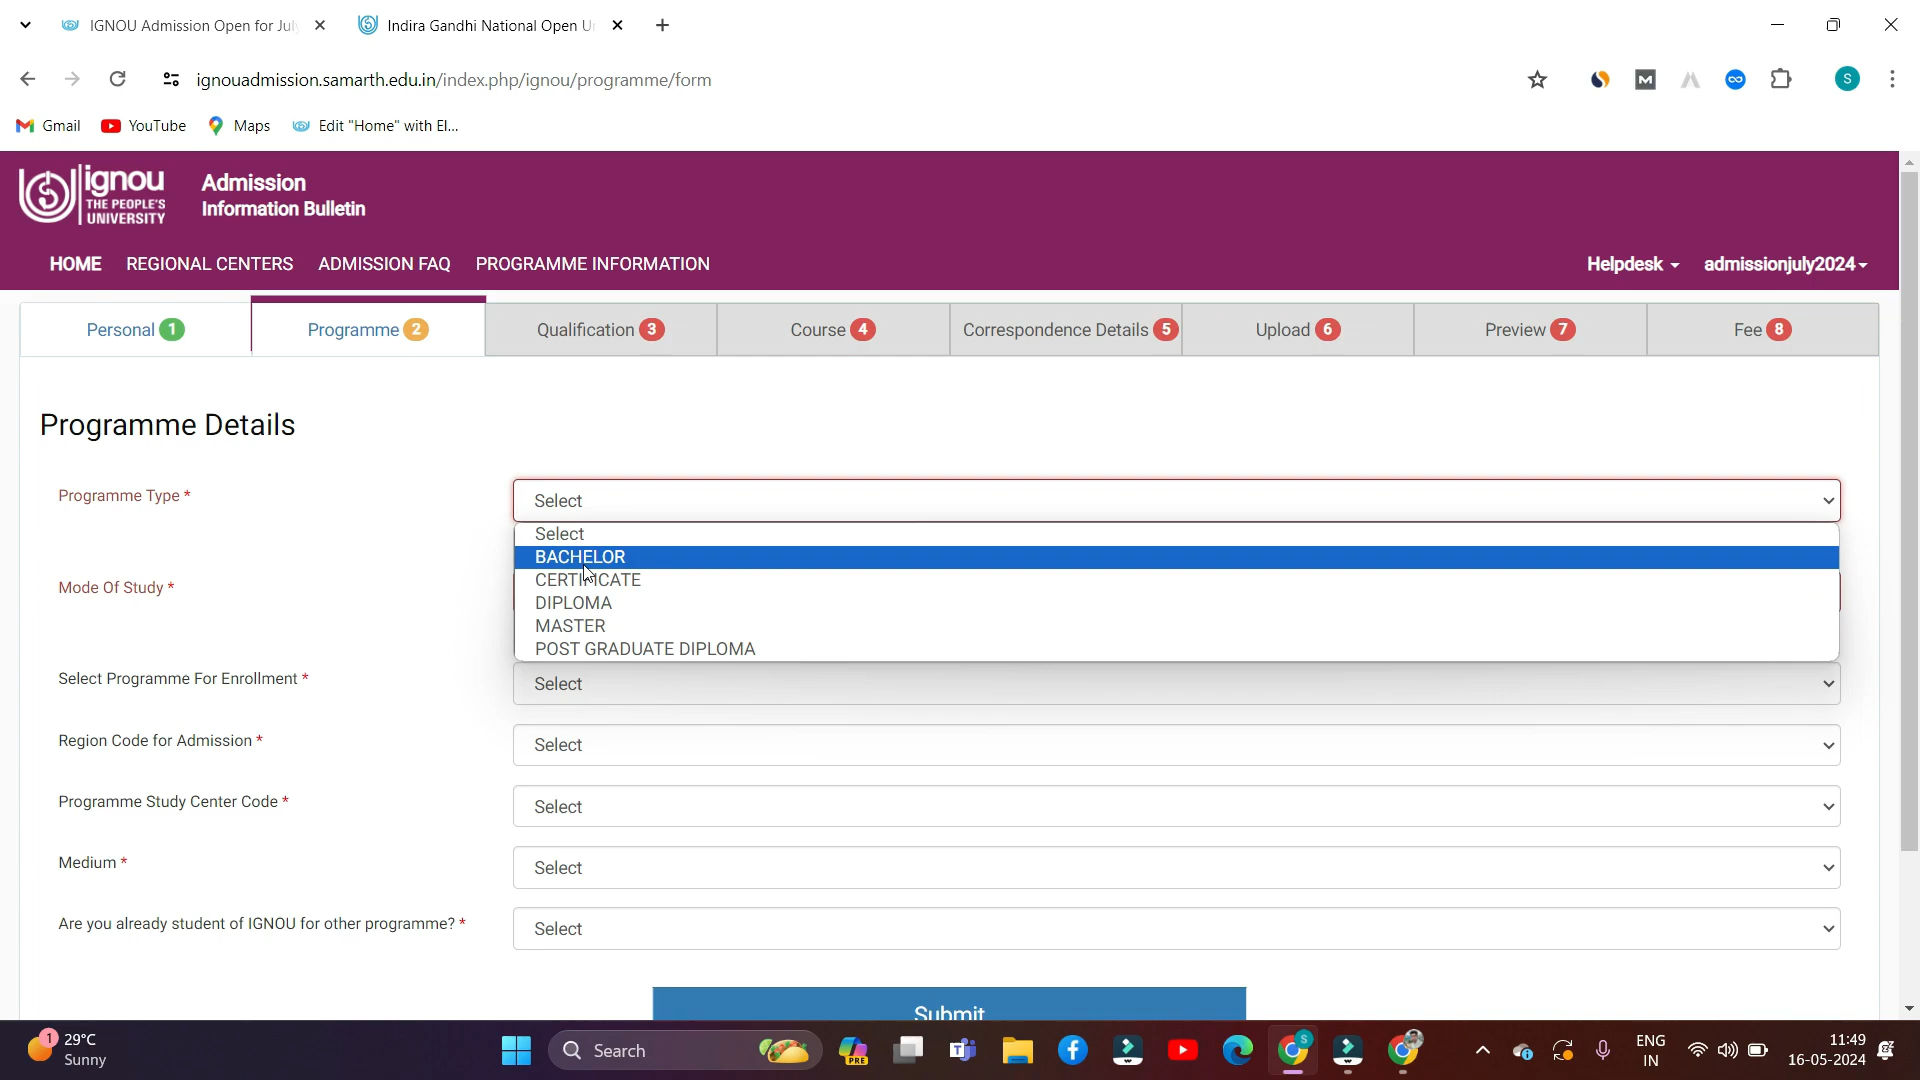 IGNOU Admission Open for Jul
Indira Gandhi National Open Un
ignouadmission.samarth.edu.in/index.php/ignou/programme/form
S
Gmail
YouTube
Maps
Edit "Home" with El...
ignou
THE PEOPLE'S
UNIVERSITY
Admission
Information Bulletin
HOME
REGIONAL CENTERS
ADMISSION FAQ
PROGRAMME INFORMATION
Helpdesk
admissionjuly2024
Personal 1
Programme 2
Qualification 3
Course 4
Correspondence Details 5
Upload 6
Preview 7
Fee 8
Programme Details
Programme Type *
Select
Select
BACHELOR
CERTIFICATE
DIPLOMA
MASTER
POST GRADUATE DIPLOMA
Mode Of Study *
Select Programme For Enrollment *
Select
Region Code for Admission *
Select
Programme Study Center Code *
Select
Medium *
Select
Are you already student of IGNOU for other programme? *
Select
Submit
1
29°C
Sunny
Search
PRE
S
ENG
IN
11:49
16-05-2024